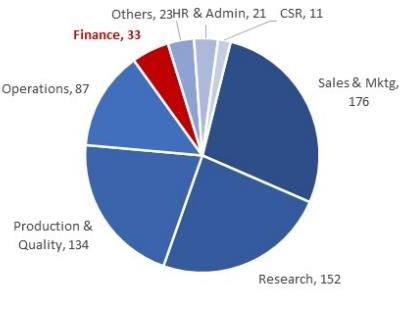 Others, 23
HR & Admin, 21
CSR, 11
Finance, 33
Sales & Mktg,
176
Operations, 87
Production &
Quality, 134
Research, 152